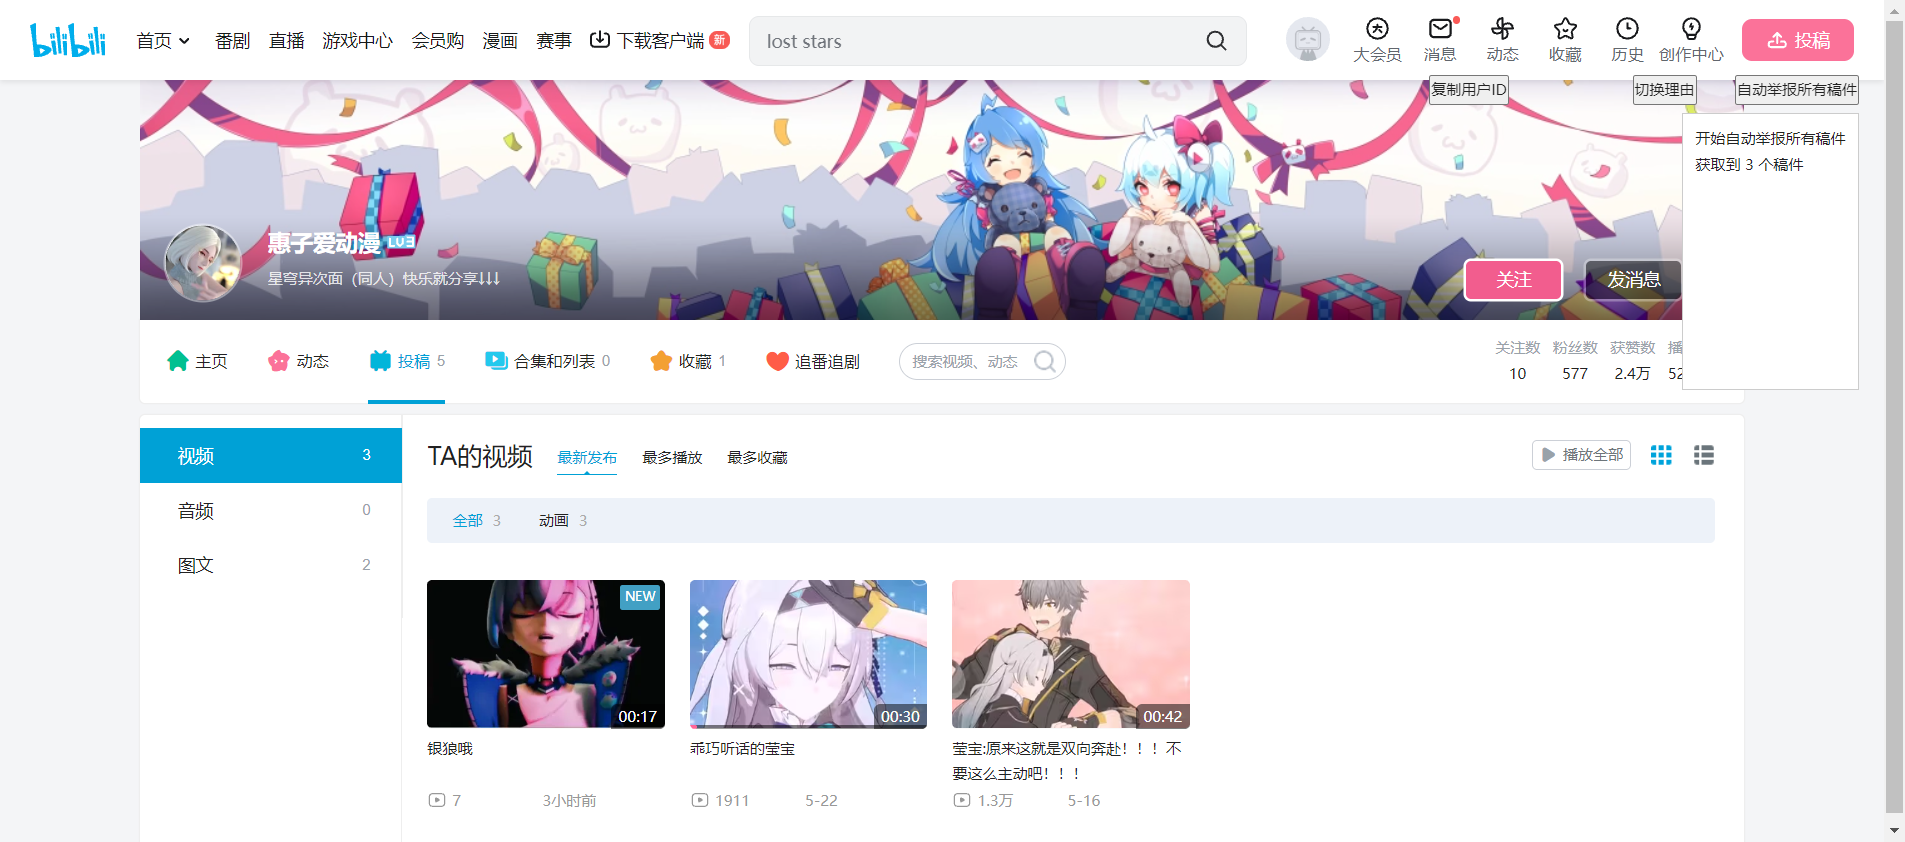 bilibili
首页
番剧
直播
游戏中心
会员购
漫画
赛事
下载客户端
新
lost stars
大会员
消息
动态
收藏
历史
创作中心
投稿
复制用户ID
切换理由
自动举报所有稿件
开始自动举报所有稿件
获取到 3 个稿件
惠子爱动漫 LV3
星穹异次面（同人）快乐就分享↓↓↓
关注
发消息
主页
动态
投稿 5
合集和列表 0
收藏 1
追番追剧
搜索视频、动态
关注数 粉丝数 获赞数 播
10 577 2.4万 52
视频 3
音频 0
图文 2
TA的视频
最新发布
最多播放
最多收藏
播放全部
全部 3
动画 3
NEW
00:17
银狼哦
7 3小时前
00:30
乖巧听话的莹宝
1911 5-22
00:42
莹宝:原来这就是双向奔赴！！！不
要这么主动吧！！！
1.3万 5-16